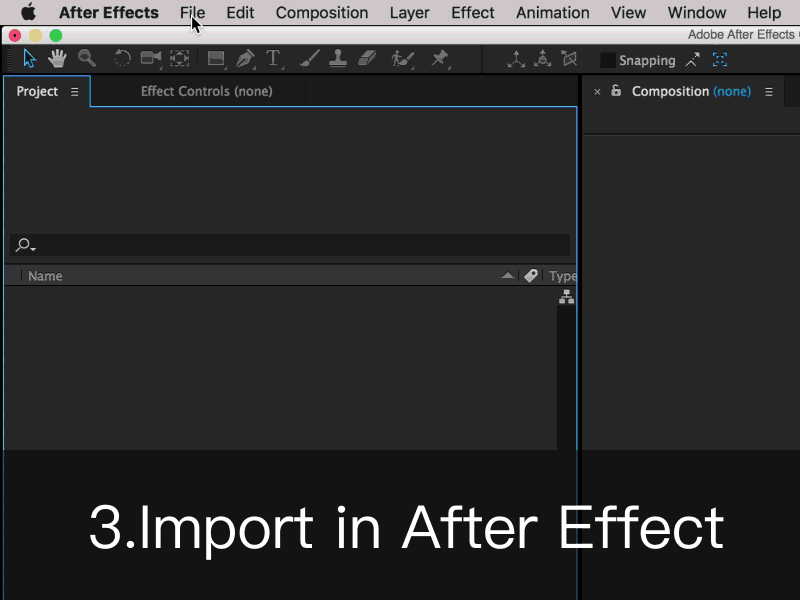 After Effects File Edit Composition Layer Effect Animation View Window Help
Adobe After Effects
Snapping
Project Effect Controls (none) Composition (none)
Name Type
3.Import in After Effect